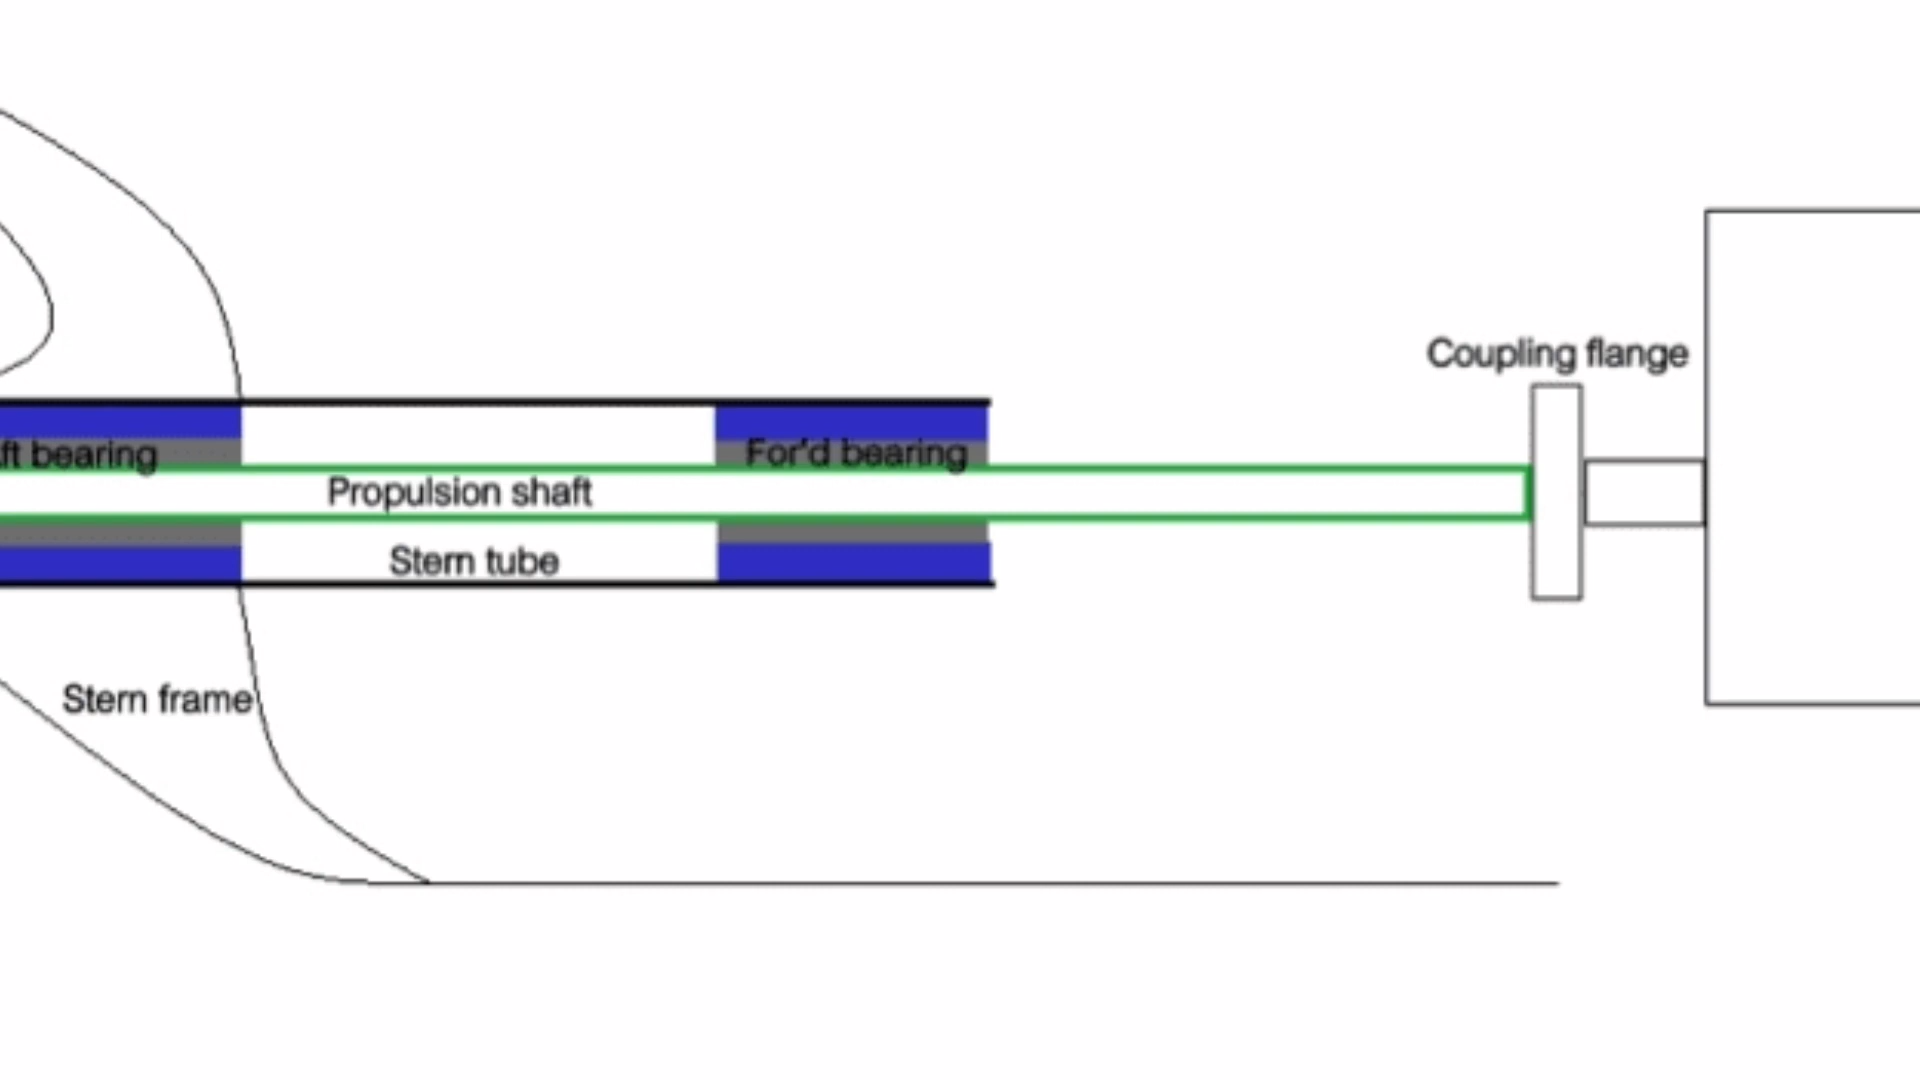 Coupling flange
ft bearing
For'd bearing
Propulsion shaft
Stern tube
Stern frame